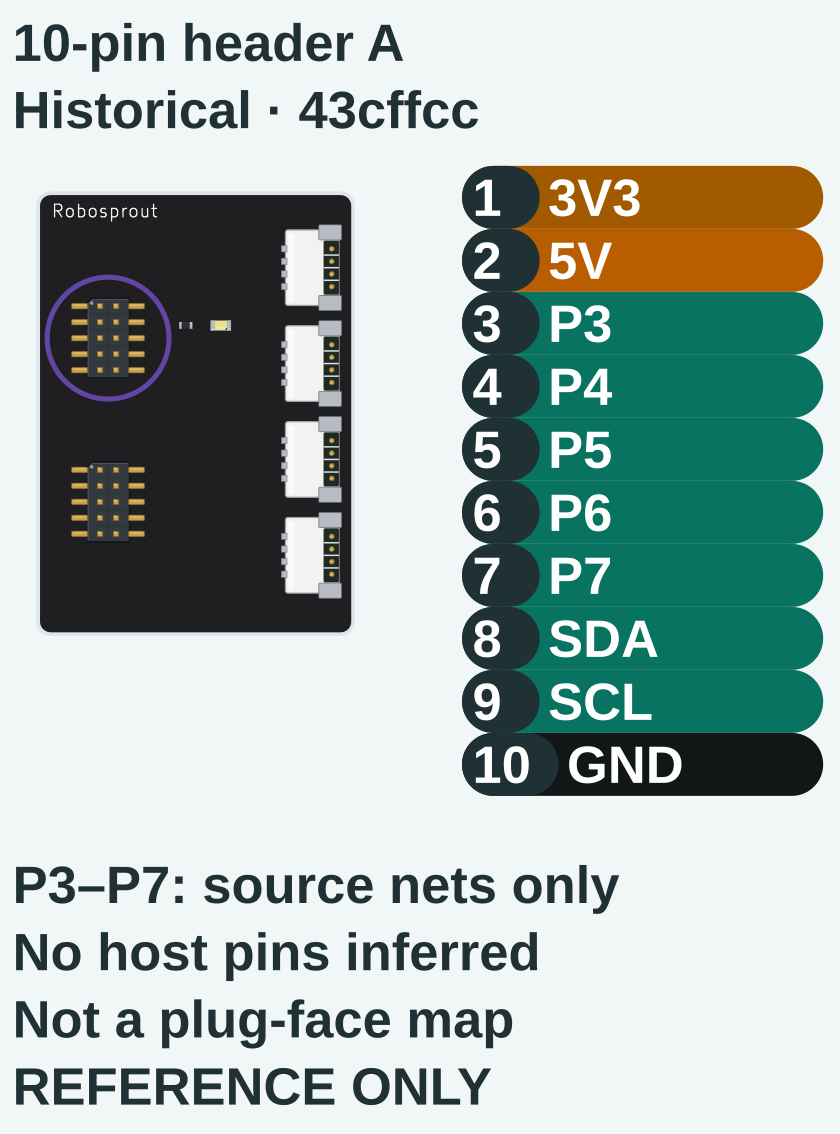 10-pin header A
Historical · 43cffcc
Robosprout
1 3V3
2 5V
3 P3
4 P4
5 P5
6 P6
7 P7
8 SDA
9 SCL
10 GND
P3–P7: source nets only
No host pins inferred
Not a plug-face map
REFERENCE ONLY